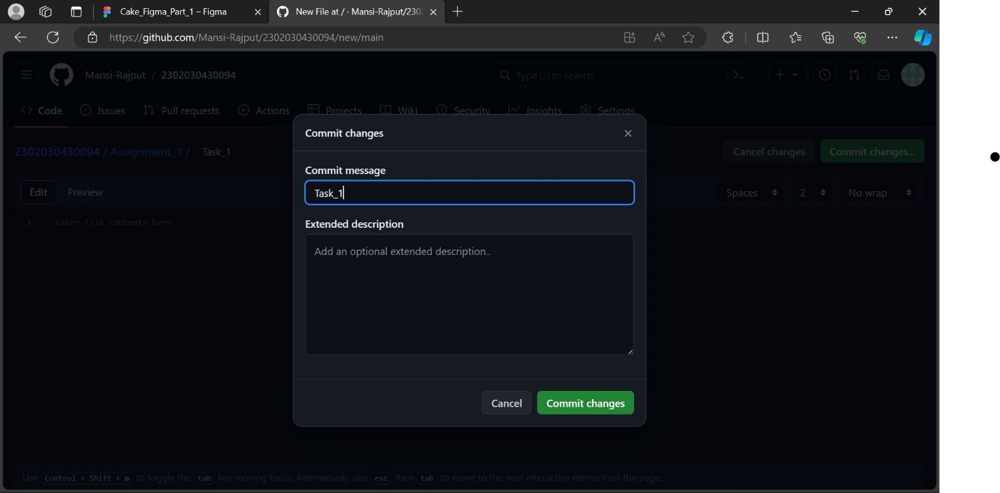 Cake_Figma_Part_1 – Figma
New File at / · Mansi-Rajput/230
https://github.com/Mansi-Rajput/2302030430094/new/main
Mansi-Rajput / 2302030430094
Type / to search
Code Issues Pull requests Actions Projects Wiki Security Insights Settings
2302030430094 / Assignment_1 / Task_1
Cancel changes Commit changes...
Edit Preview
Spaces 2 No wrap
1 Enter file contents here
Commit changes
Commit message
Task_1
Extended description
Add an optional extended description..
Cancel Commit changes
Use Control + Shift + m to toggle the tab key moving focus. Alternatively, use esc then tab to move to the next interactive element on the page.